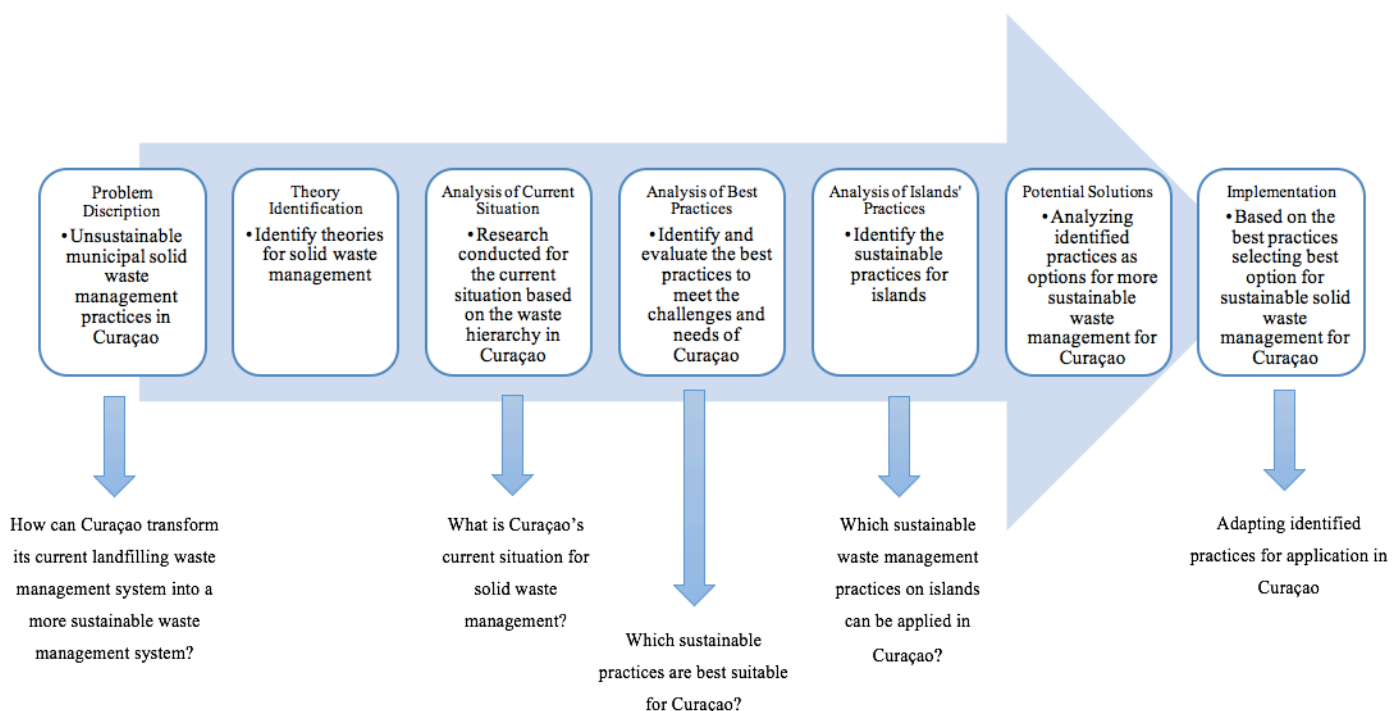 Problem
Discription
•Unsustainable
municipal solid
waste
management
practices in
Curaçao
Theory
Identification
•Identify theories
for solid waste
management
Analysis of Current
Situation
•Research
conducted for
the current
situation based
on the waste
hierarchy in
Curaçao
Analysis of Best
Practices
•Identify and
evaluate the best
practices to
meet the
challenges and
needs of
Curaçao
Analysis of Islands'
Practices
•Identify the
sustainable
practices for
islands
Potential Solutions
•Analyzing
identified
practices as
options for more
sustainable
waste
management for
Curaçao
Implementation
•Based on the
best practices
selecting best
option for
sustainable solid
waste
management for
Curaçao
How can Curaçao transform
its current landfilling waste
management system into a
more sustainable waste
management system?
What is Curaçao's
current situation for
solid waste
management?
Which sustainable
practices are best suitable
for Curaçao?
Which sustainable
waste management
practices on islands
can be applied in
Curaçao?
Adapting identified
practices for application in
Curaçao